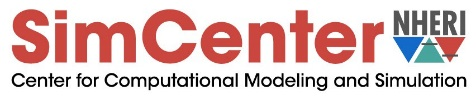 SimCenter NHERI
Center for Computational Modeling and Simulation